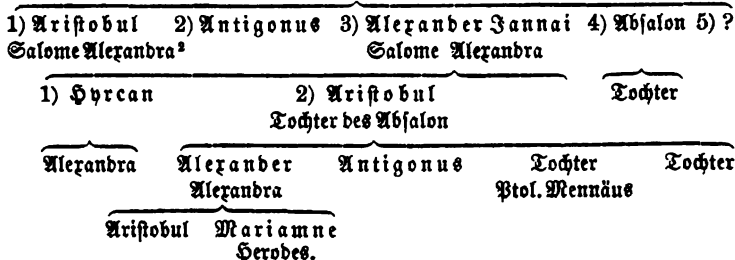 1) Aristobul 2) Antigonus 3) Alexander Jannai 4) Absalon 5) ?
Salome Alexandra² Salome Alexandra
1) Hyrcan 2) Aristobul Tochter
Tochter des Absalon
Alexandra Alexander Antigonus Tochter Tochter
Alexandra Ptol. Mennäus
Aristobul Mariamne
Herodes.